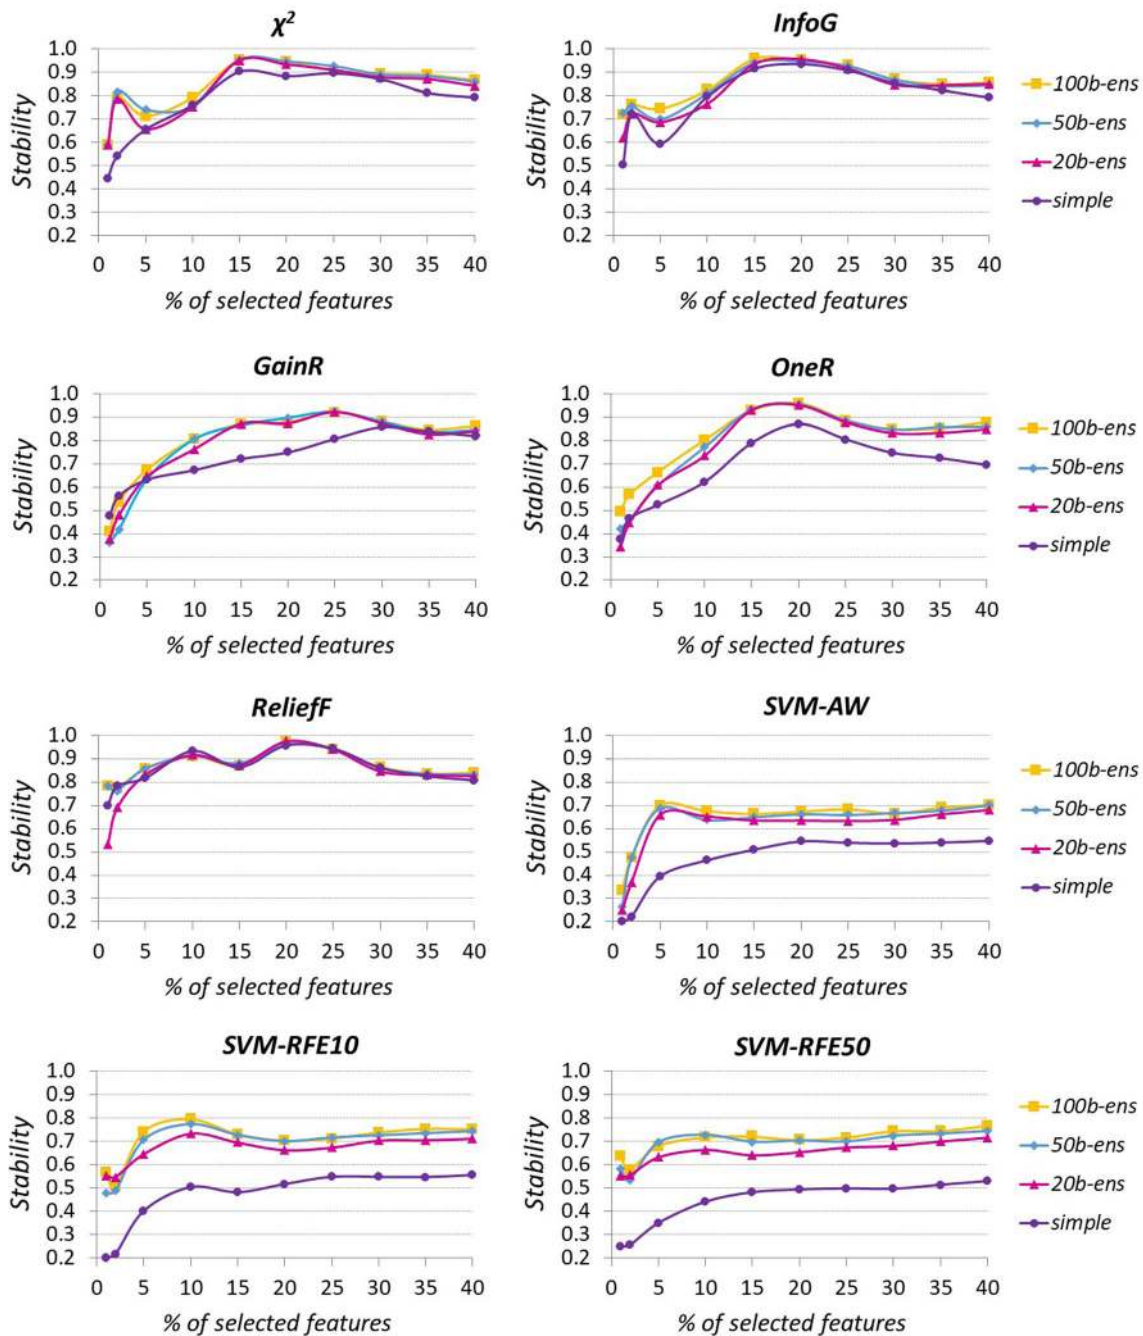 χ²
InfoG
1.0
0.9
0.8
0.7
0.6
0.5
0.4
0.3
0.2
Stability
0 5 10 15 20 25 30 35 40
% of selected features
1.0
0.9
0.8
0.7
0.6
0.5
0.4
0.3
0.2
Stability
0 5 10 15 20 25 30 35 40
% of selected features
100b-ens
50b-ens
20b-ens
simple
GainR
OneR
1.0
0.9
0.8
0.7
0.6
0.5
0.4
0.3
0.2
Stability
0 5 10 15 20 25 30 35 40
% of selected features
1.0
0.9
0.8
0.7
0.6
0.5
0.4
0.3
0.2
Stability
0 5 10 15 20 25 30 35 40
% of selected features
100b-ens
50b-ens
20b-ens
simple
ReliefF
SVM-AW
1.0
0.9
0.8
0.7
0.6
0.5
0.4
0.3
0.2
Stability
0 5 10 15 20 25 30 35 40
% of selected features
1.0
0.9
0.8
0.7
0.6
0.5
0.4
0.3
0.2
Stability
0 5 10 15 20 25 30 35 40
% of selected features
100b-ens
50b-ens
20b-ens
simple
SVM-RFE10
SVM-RFE50
1.0
0.9
0.8
0.7
0.6
0.5
0.4
0.3
0.2
Stability
0 5 10 15 20 25 30 35 40
% of selected features
1.0
0.9
0.8
0.7
0.6
0.5
0.4
0.3
0.2
Stability
0 5 10 15 20 25 30 35 40
% of selected features
100b-ens
50b-ens
20b-ens
simple